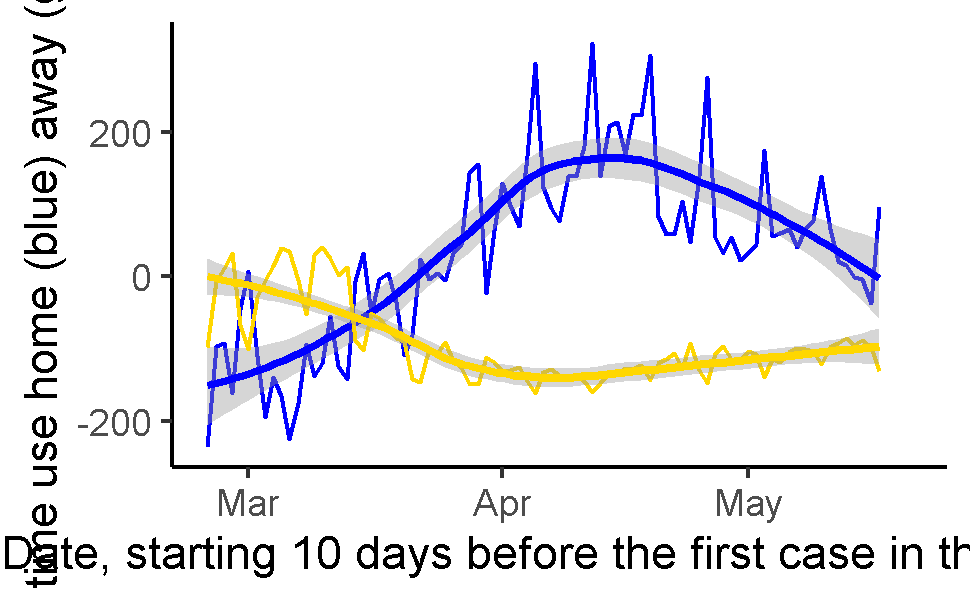 time use home (blue) away (
200
0
-200
Mar Apr May
Date, starting 10 days before the first case in th